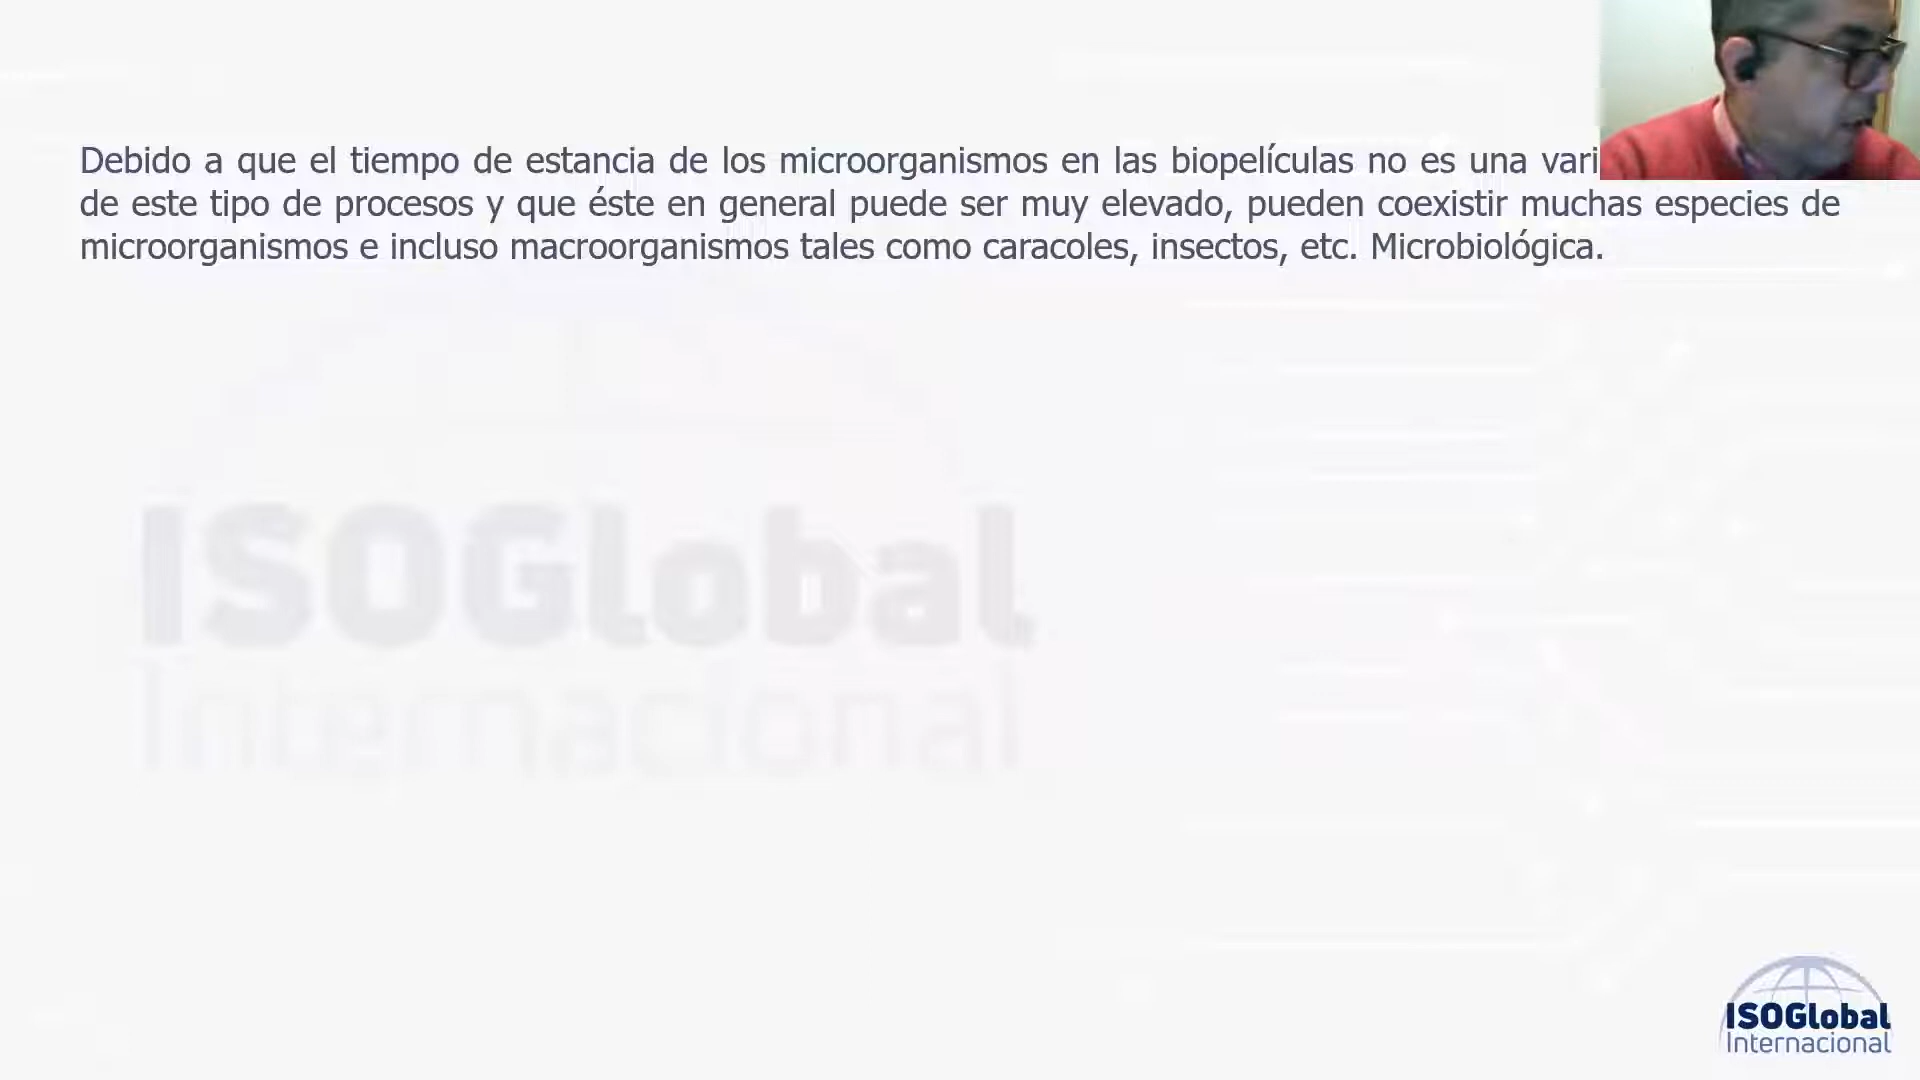 Debido a que el tiempo de estancia de los microorganismos en las biopelículas no es una
de este tipo de procesos y que éste en general puede ser muy elevado, pueden coexistir muchas especies de
microorganismos e incluso macroorganismos tales como caracoles, insectos, etc. Microbiológica.
ISOGlobal
Internacional
ISOGlobal
Internacional